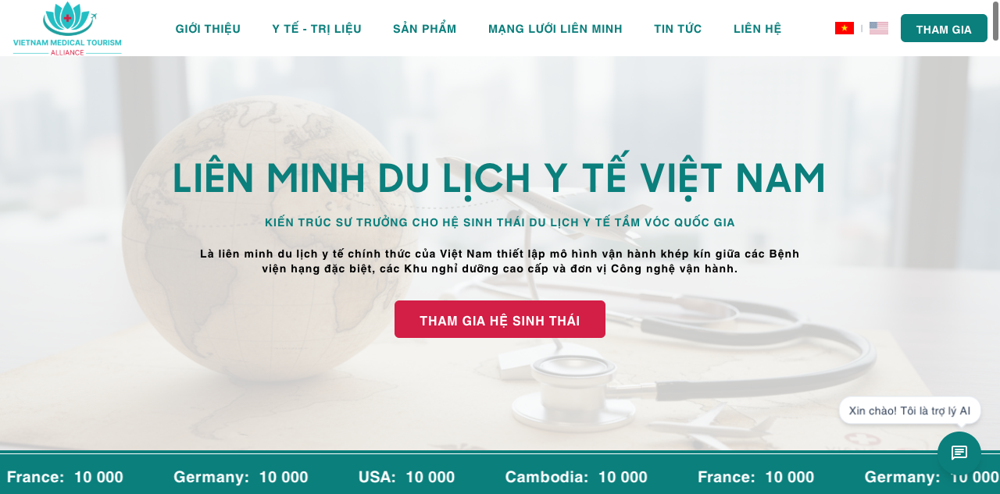 VIETNAM MEDICAL TOURISM
ALLIANCE
GIỚI THIỆU
Y TẾ - TRỊ LIỆU
SẢN PHẨM
MẠNG LƯỚI LIÊN MINH
TIN TỨC
LIÊN HỆ
|
THAM GIA
LIÊN MINH DU LỊCH Y TẾ VIỆT NAM
KIẾN TRÚC SƯ TRƯỞNG CHO HỆ SINH THÁI DU LỊCH Y TẾ TẦM VÓC QUỐC GIA
Là liên minh du lịch y tế chính thức của Việt Nam thiết lập mô hình vận hành khép kín giữa các Bệnh
viện hạng đặc biệt, các Khu nghỉ dưỡng cao cấp và đơn vị Công nghệ vận hành.
THAM GIA HỆ SINH THÁI
Xin chào! Tôi là trợ lý AI
France: 10 000 Germany: 10 000 USA: 10 000 Cambodia: 10 000 France: 10 000 Germany: 10 000